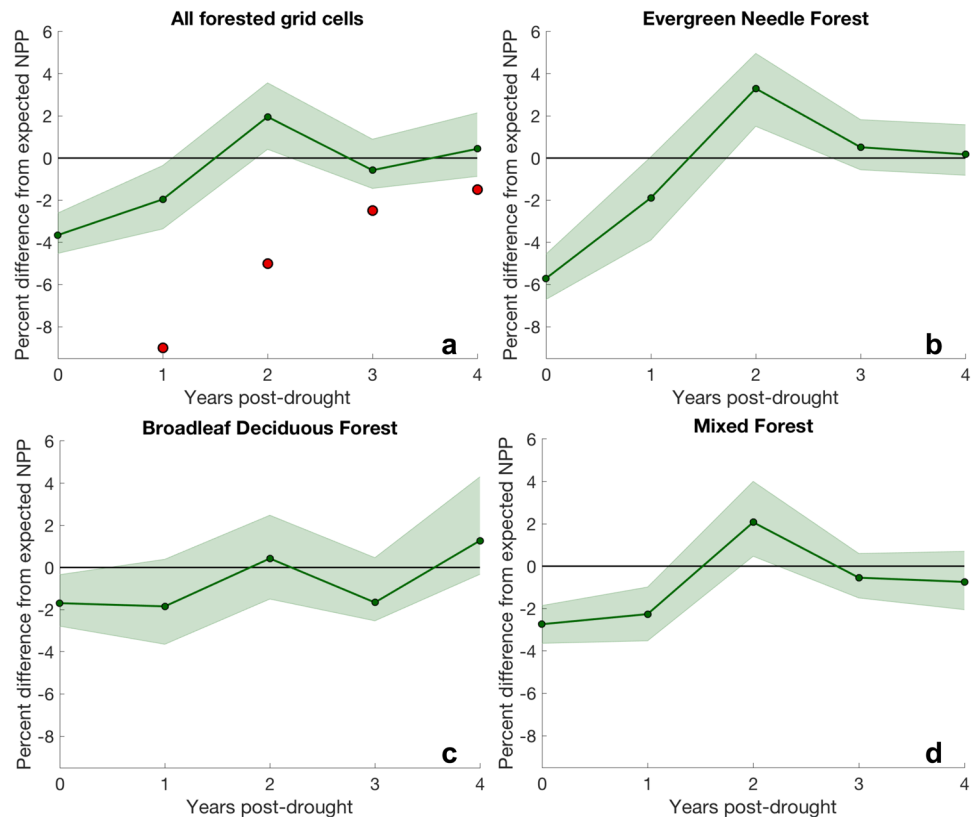 All forested grid cells
Percent difference from expected NPP
6
4
2
0
-2
-4
-6
-8
0 1 2 3 4
Years post-drought
a
Evergreen Needle Forest
Percent difference from expected NPP
6
4
2
0
-2
-4
-6
-8
0 1 2 3 4
Years post-drought
b
Broadleaf Deciduous Forest
Percent difference from expected NPP
6
4
2
0
-2
-4
-6
-8
0 1 2 3 4
Years post-drought
c
Mixed Forest
Percent difference from expected NPP
6
4
2
0
-2
-4
-6
-8
0 1 2 3 4
Years post-drought
d